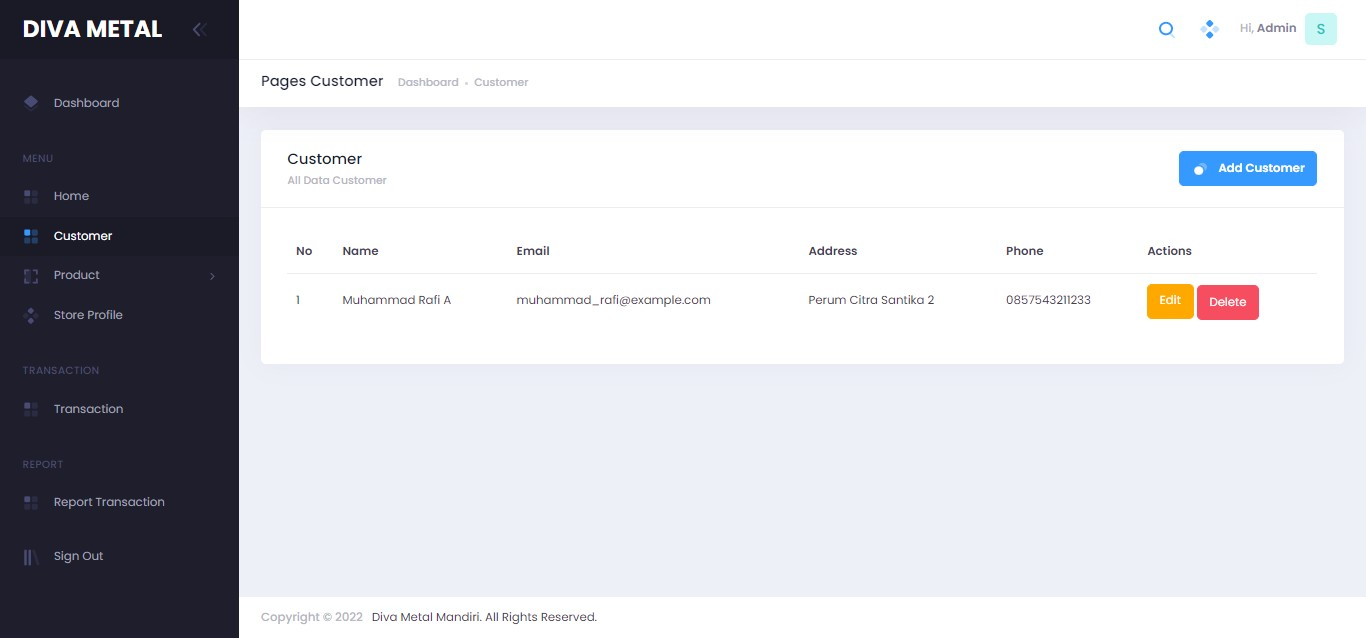 DIVA METAL
Hi, Admin
S
Pages Customer
Dashboard • Customer
Dashboard
MENU
Home
Customer
Product
Store Profile
TRANSACTION
Transaction
REPORT
Report Transaction
Sign Out
Customer
All Data Customer
Add Customer
No Name Email Address Phone Actions
1 Muhammad Rafi A muhammad_rafi@example.com Perum Citra Santika 2 0857543211233 Edit Delete
Copyright © 2022 Diva Metal Mandiri. All Rights Reserved.